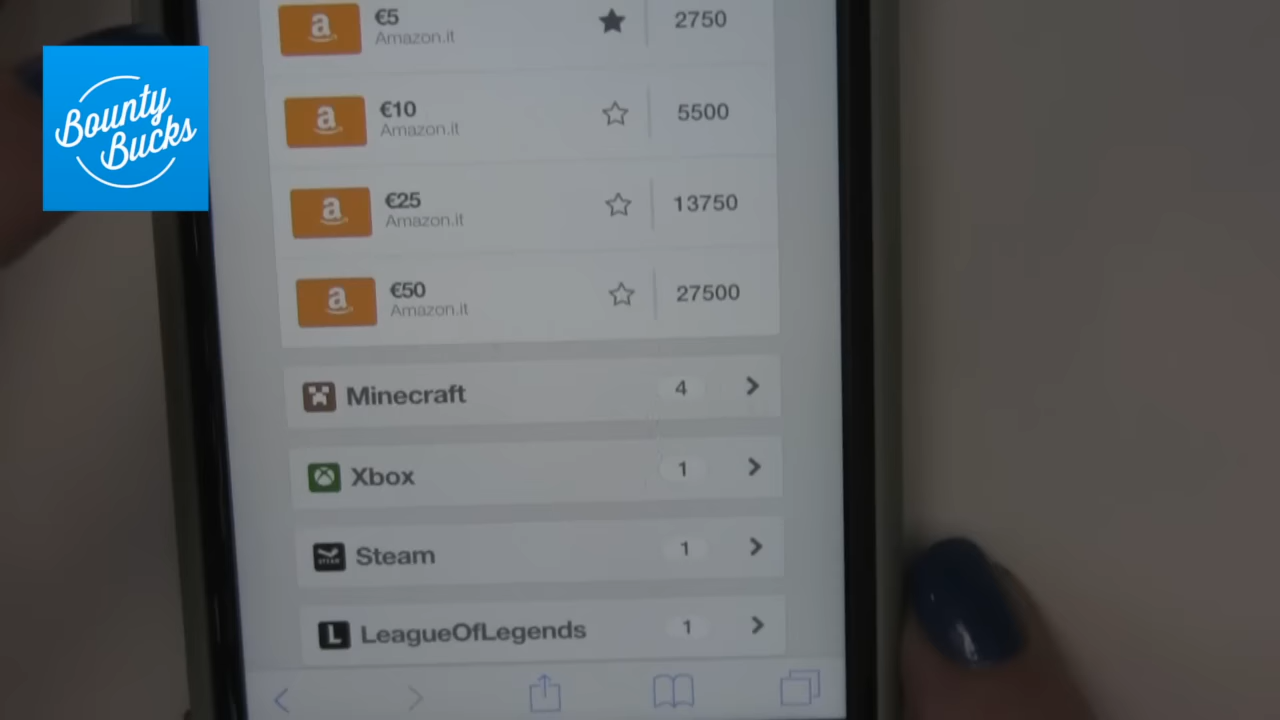 Bounty
Bucks
€5
Amazon.it
2750
€10
Amazon.it
5500
€25
Amazon.it
13750
€50
Amazon.it
27500
Minecraft
4
Xbox
1
Steam
1
LeagueOfLegends
1